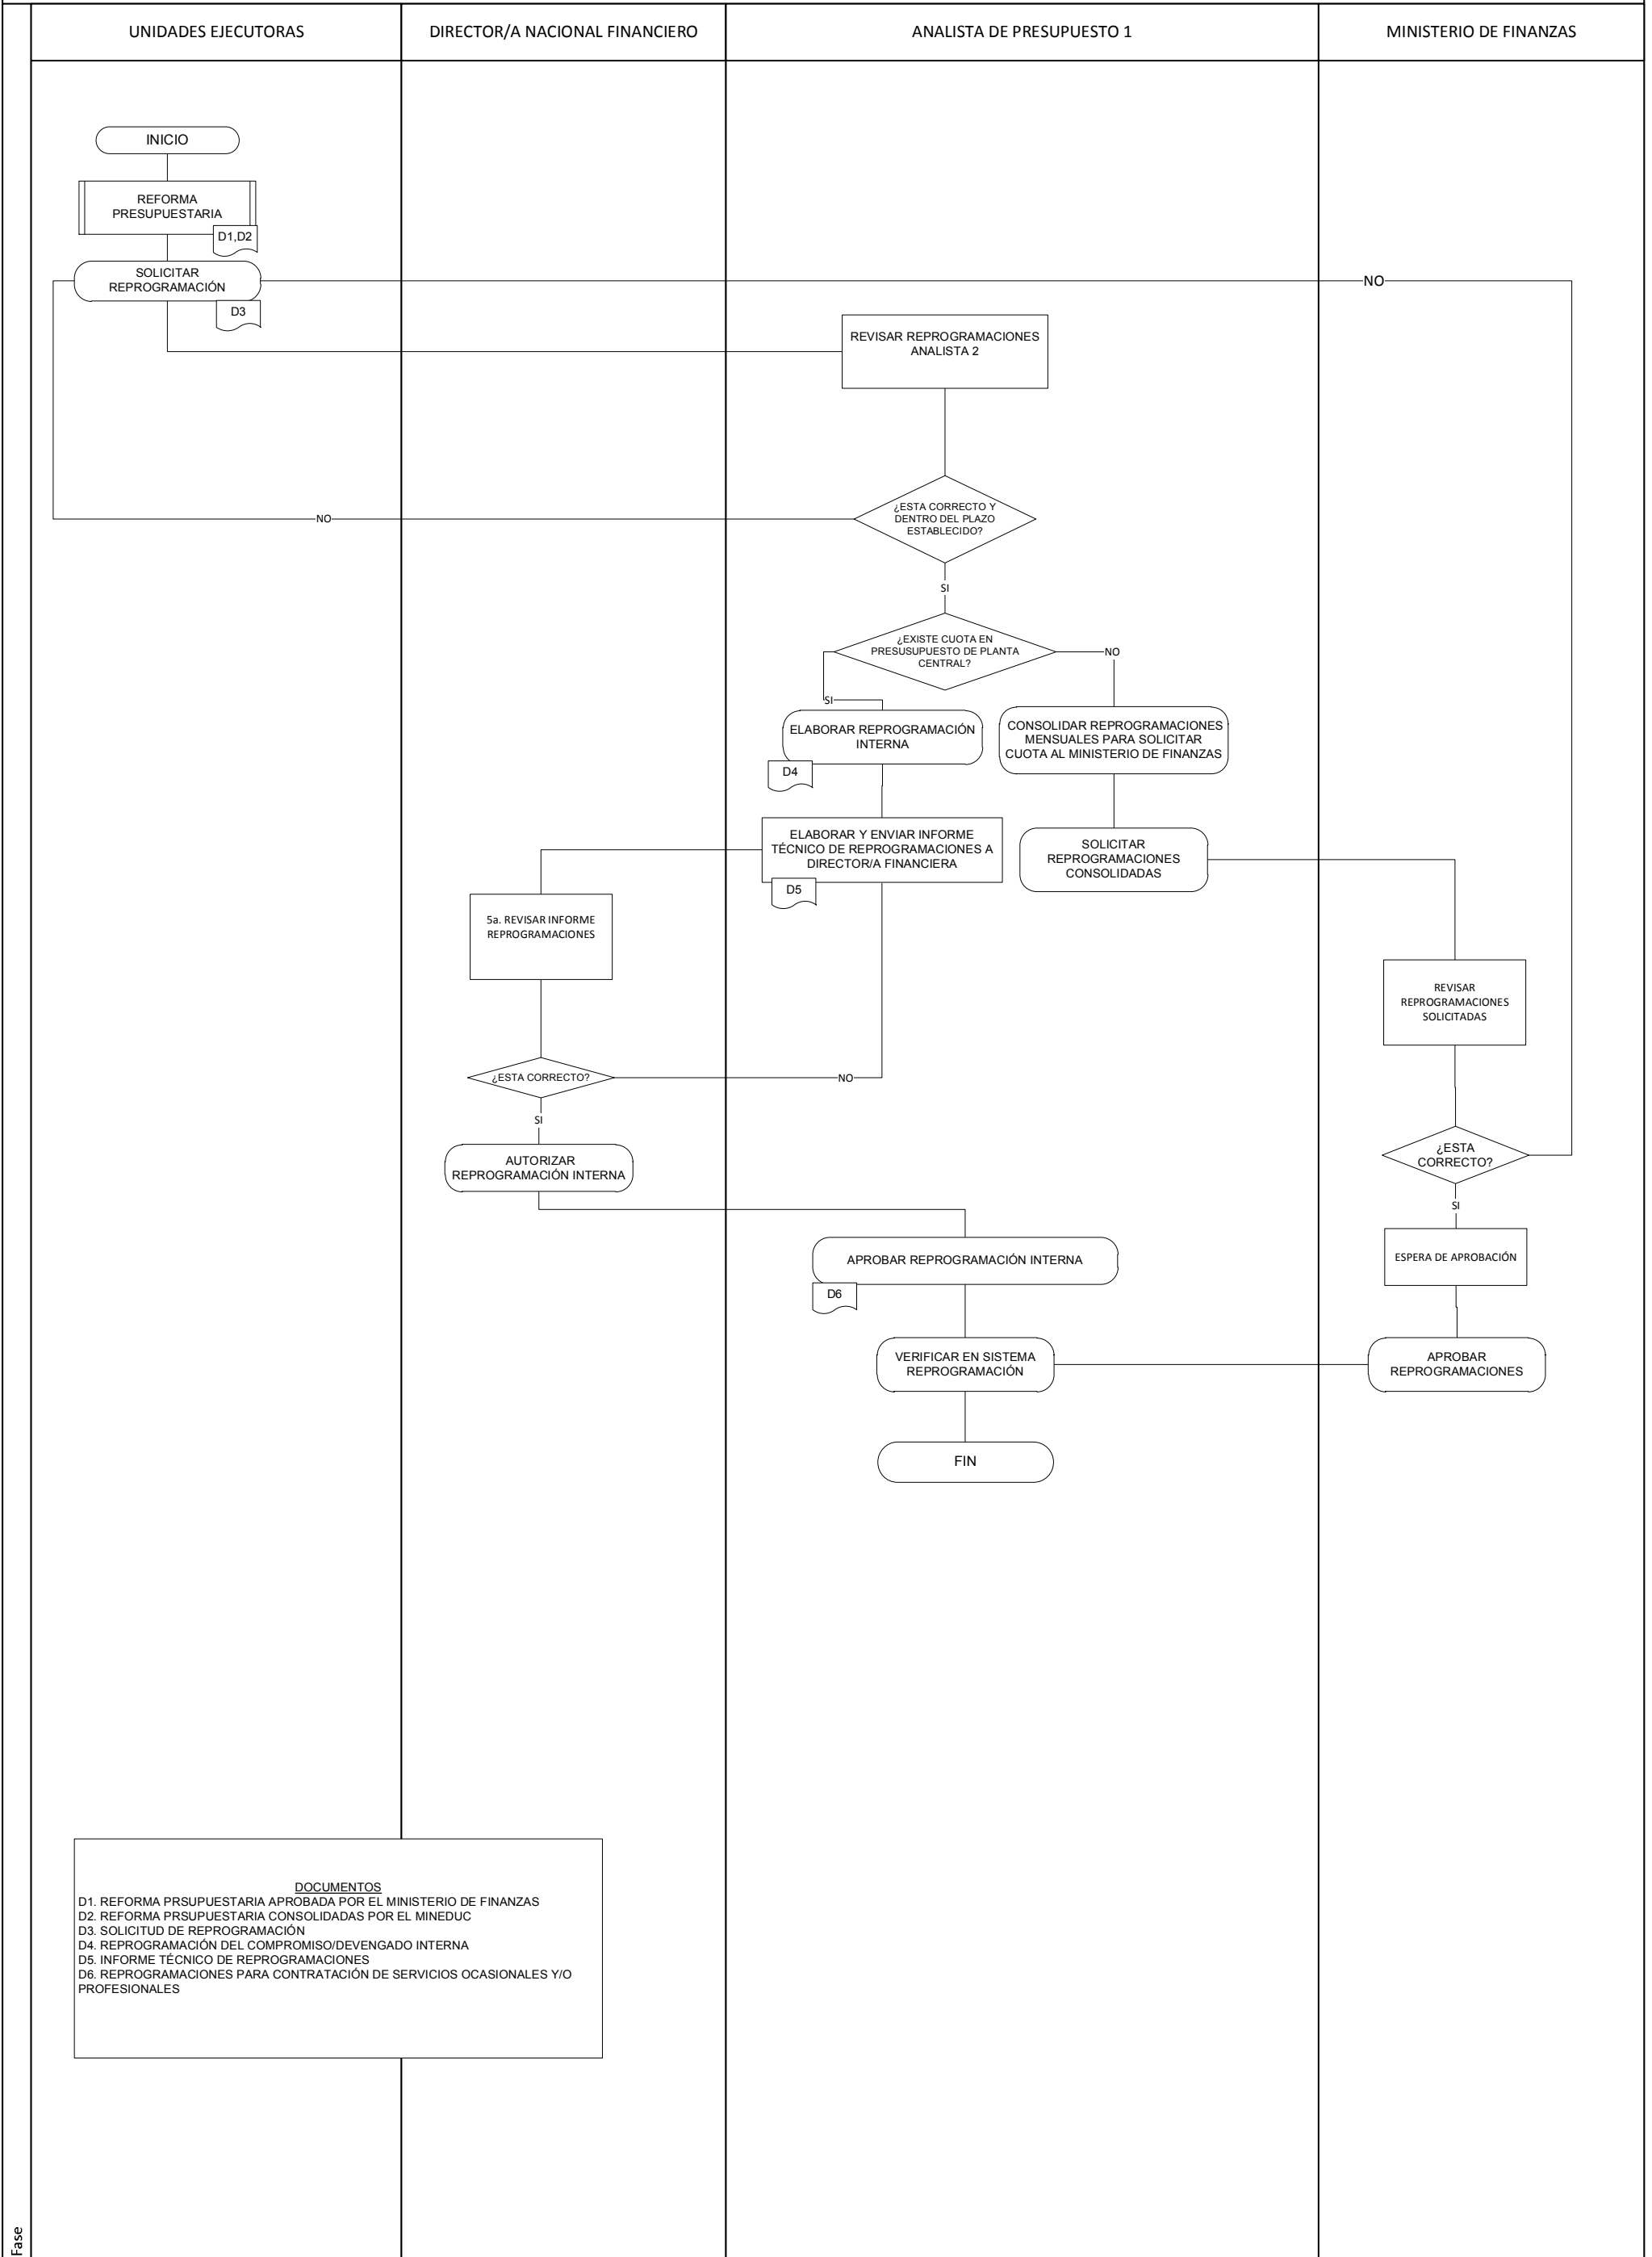 UNIDADES EJECUTORAS
DIRECTOR/A NACIONAL FINANCIERO
ANALISTA DE PRESUPUESTO 1
MINISTERIO DE FINANZAS
INICIO
REFORMA
PRESUPUESTARIA
D1,D2
SOLICITAR
REPROGRAMACIÓN
D3
NO
REVISAR REPROGRAMACIONES
ANALISTA 2
¿ESTA CORRECTO Y
DENTRO DEL PLAZO
ESTABLECIDO?
NO
SI
¿EXISTE CUOTA EN
PRESUSUPUESTO DE PLANTA
CENTRAL?
NO
SI
ELABORAR REPROGRAMACIÓN
INTERNA
D4
CONSOLIDAR REPROGRAMACIONES
MENSUALES PARA SOLICITAR
CUOTA AL MINISTERIO DE FINANZAS
ELABORAR Y ENVIAR INFORME
TÉCNICO DE REPROGRAMACIONES A
DIRECTOR/A FINANCIERA
D5
SOLICITAR
REPROGRAMACIONES
CONSOLIDADAS
5a. REVISAR INFORME
REPROGRAMACIONES
REVISAR
REPROGRAMACIONES
SOLICITADAS
¿ESTA CORRECTO?
NO
SI
AUTORIZAR
REPROGRAMACIÓN INTERNA
¿ESTA
CORRECTO?
SI
APROBAR REPROGRAMACIÓN INTERNA
D6
ESPERA DE APROBACIÓN
VERIFICAR EN SISTEMA
REPROGRAMACIÓN
APROBAR
REPROGRAMACIONES
FIN
DOCUMENTOS
D1. REFORMA PRSUPUESTARIA APROBADA POR EL MINISTERIO DE FINANZAS
D2. REFORMA PRSUPUESTARIA CONSOLIDADAS POR EL MINEDUC
D3. SOLICITUD DE REPROGRAMACIÓN
D4. REPROGRAMACIÓN DEL COMPROMISO/DEVENGADO INTERNA
D5. INFORME TÉCNICO DE REPROGRAMACIONES
D6. REPROGRAMACIONES PARA CONTRATACIÓN DE SERVICIOS OCASIONALES Y/O
PROFESIONALES
Fase